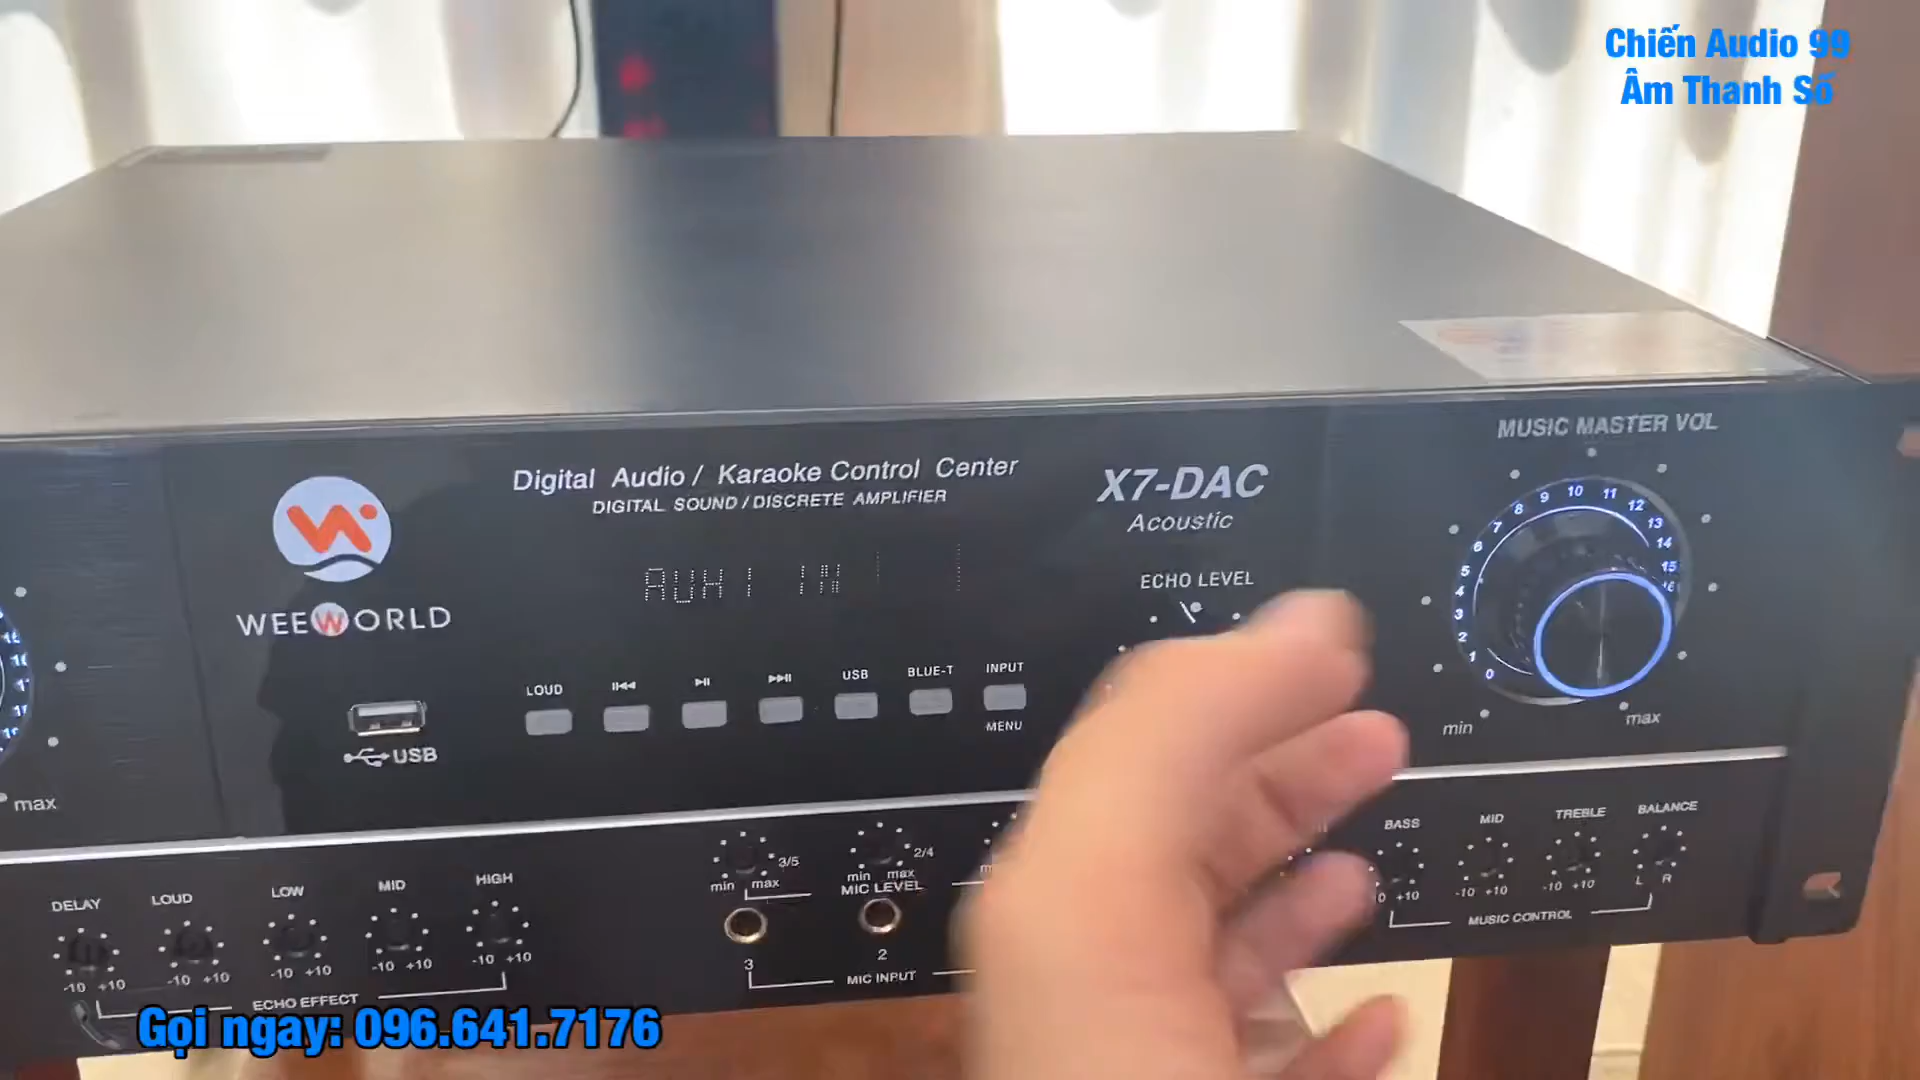 Chiến Audio 99
Âm Thanh Số
MUSIC MASTER VOL
Digital Audio / Karaoke Control Center
DIGITAL SOUND / DISCRETE AMPLIFIER
X7-DAC
Acoustic
ECHO LEVEL
WEEWORLD
0 1 2 3 4 5 6 7 8 9 10 11 12 13 14 15 16
min
max
LOUD
USB
BLUE-T
INPUT
MENU
USB
max
DELAY
LOUD
LOW
MID
HIGH
-10 +10
-10 +10
-10 +10
-10 +10
-10 +10
ECHO EFFECT
3/5
2/4
min max
min max
MIC LEVEL
3
2
MIC INPUT
BASS
MID
TREBLE
BALANCE
+10
-10 +10
-10 +10
L R
MUSIC CONTROL
Gọi ngay: 096.641.7176